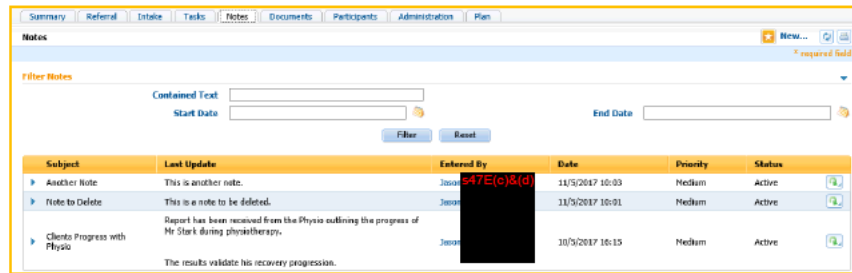 Summary Referral Intake Tasks Notes Documents Participants Administration Plan
Notes New...
* required field
Filter Notes
Contained Text
Start Date End Date
Filter Reset
Subject Last Update Entered By Date Priority Status
Another Note This is another note. Jason s47E(c)&(d) 11/5/2017 10:03 Medium Active
Note to Delete This is a note to be deleted. Jason 11/5/2017 10:01 Medium Active
Report has been received from the Physio outlining the progress of
Mr Stark during physiotherapy.
Clients Progress with
Physio
Jason 10/5/2017 16:15 Medium Active
The results validate his recovery progression.